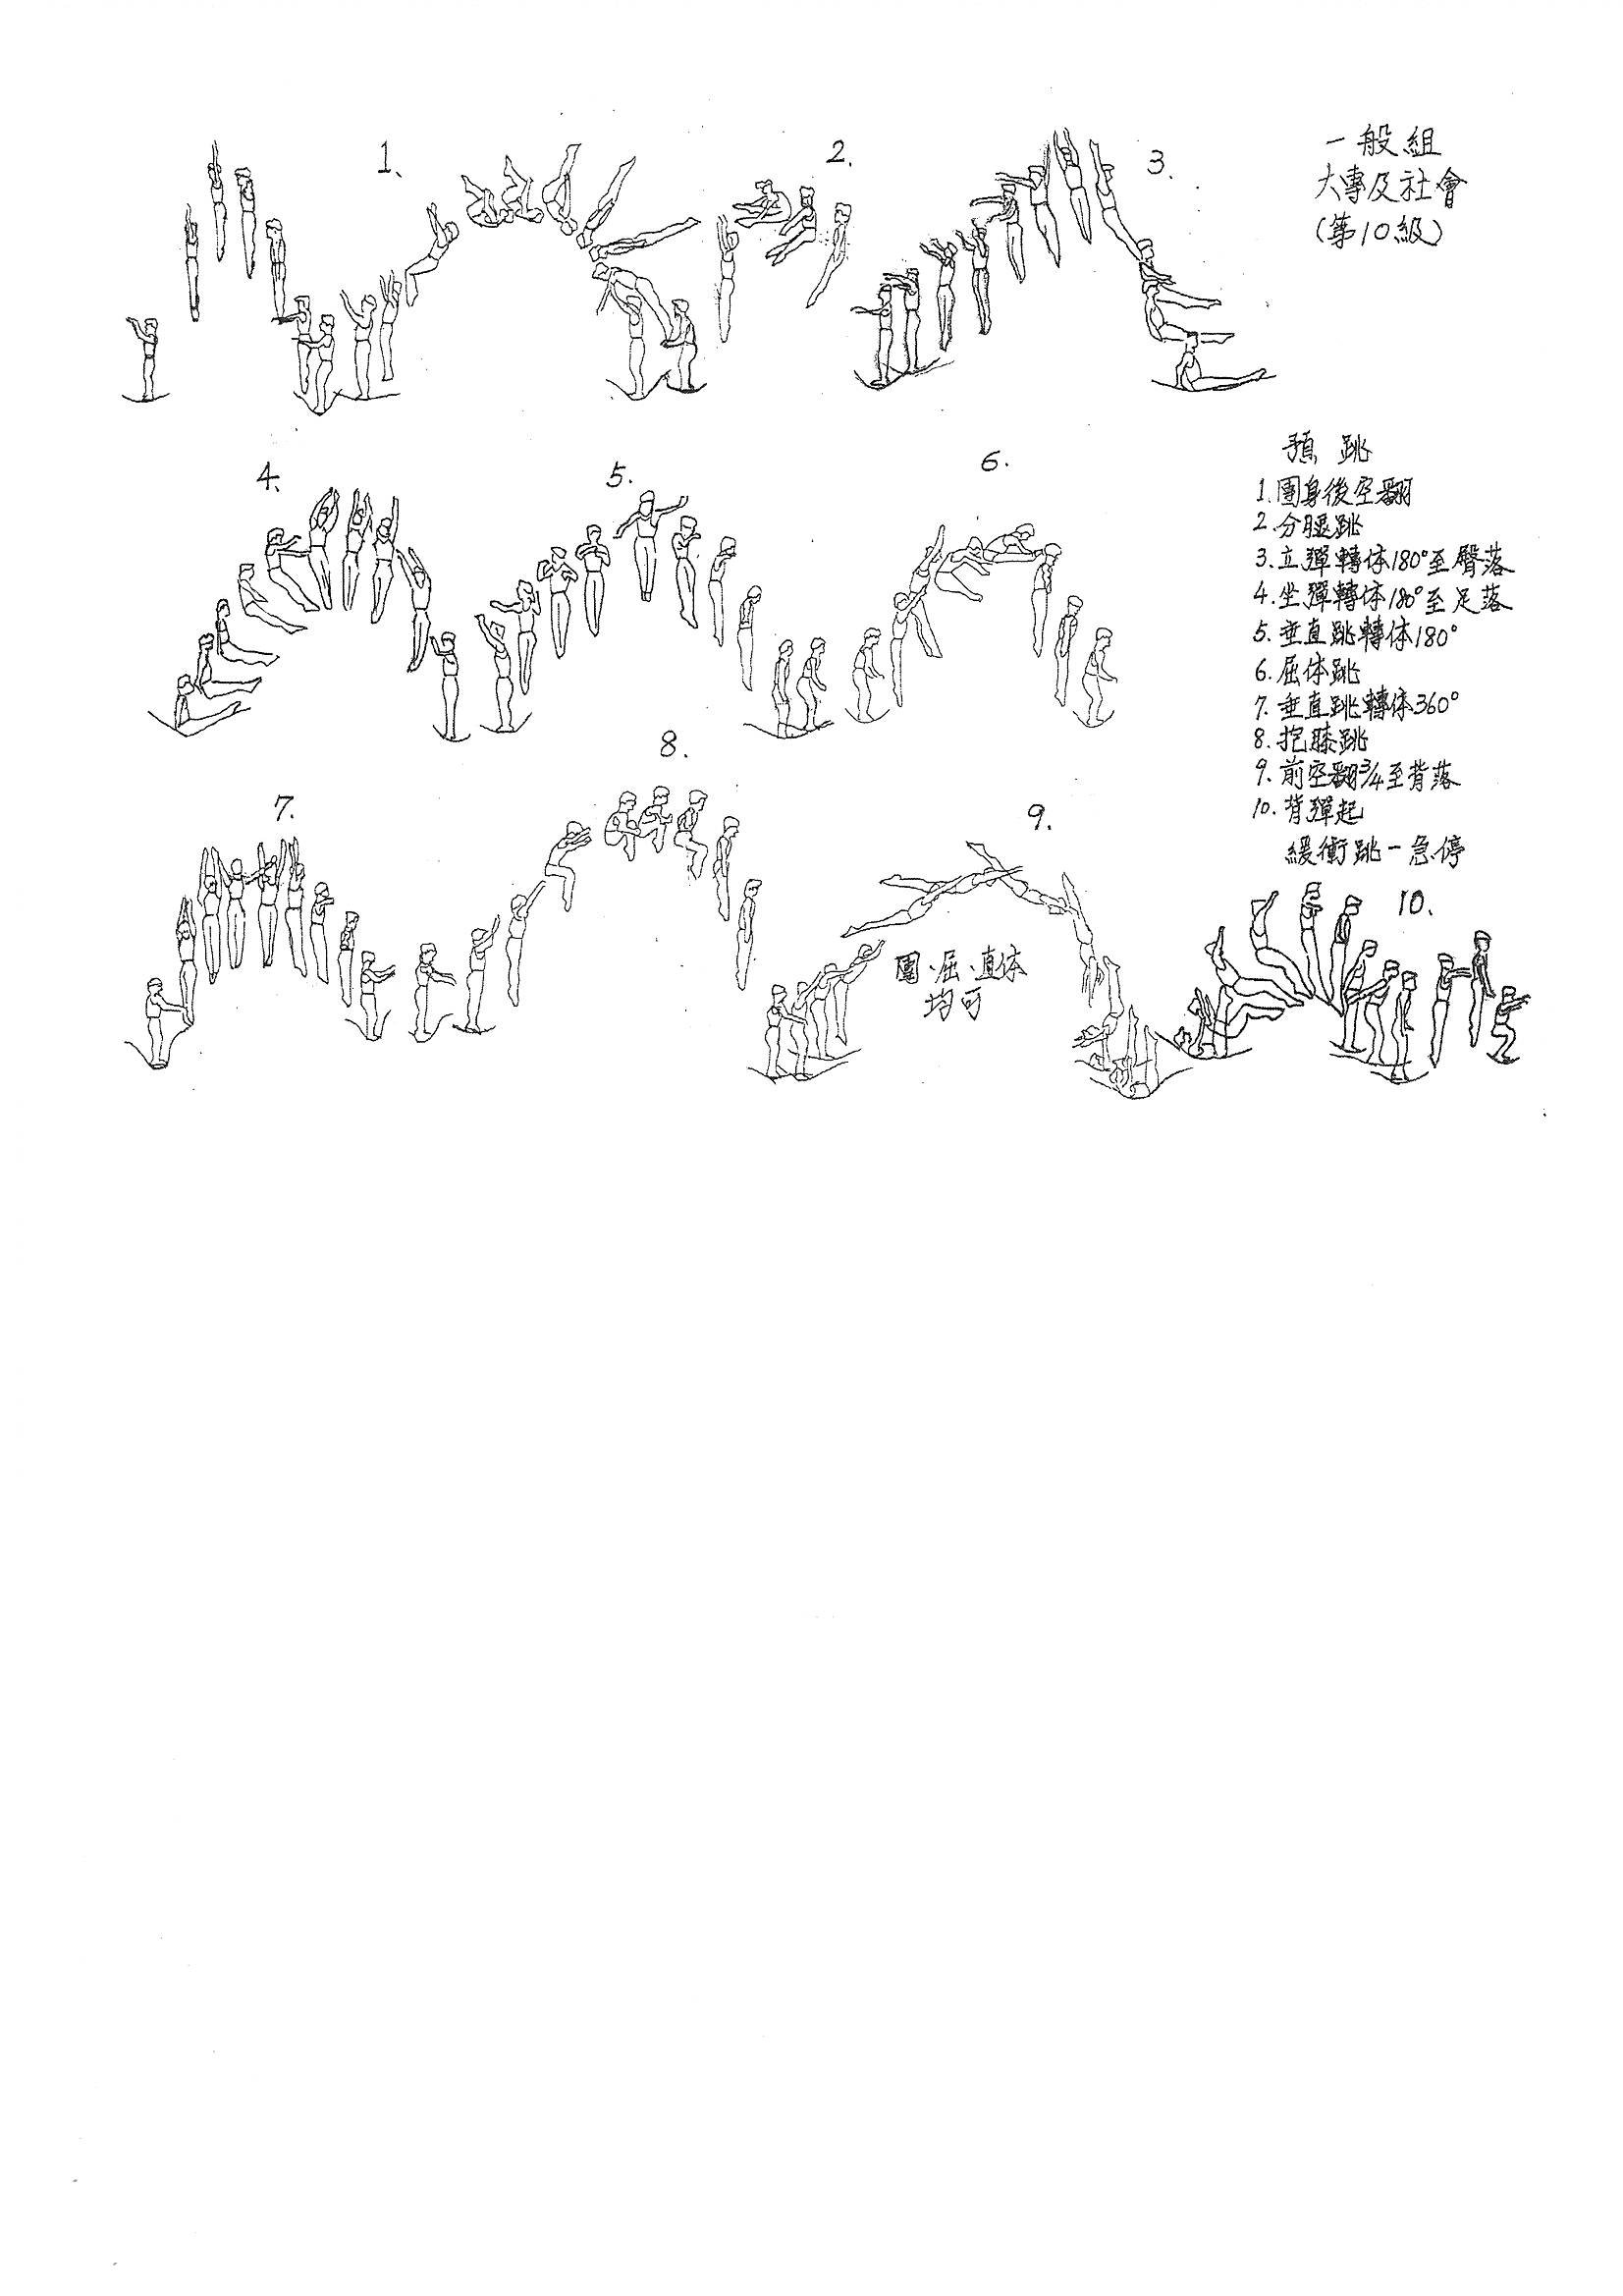 1、
2.
3.
一般組
大專及社會
(第10級)
4、
5.
6.
預跳
1.團身後空翻
2.分腿跳
3.立彈轉体180°至臀落
4.坐彈轉体180°至足落
5.垂直跳轉体180°
6.屈体跳
7.垂直跳轉体360°
8.抱膝跳
9.前空翻3/4至背落
10.背彈起
緩衝跳-急停
7.
8.
9.
團、屈、直体
均可
10.